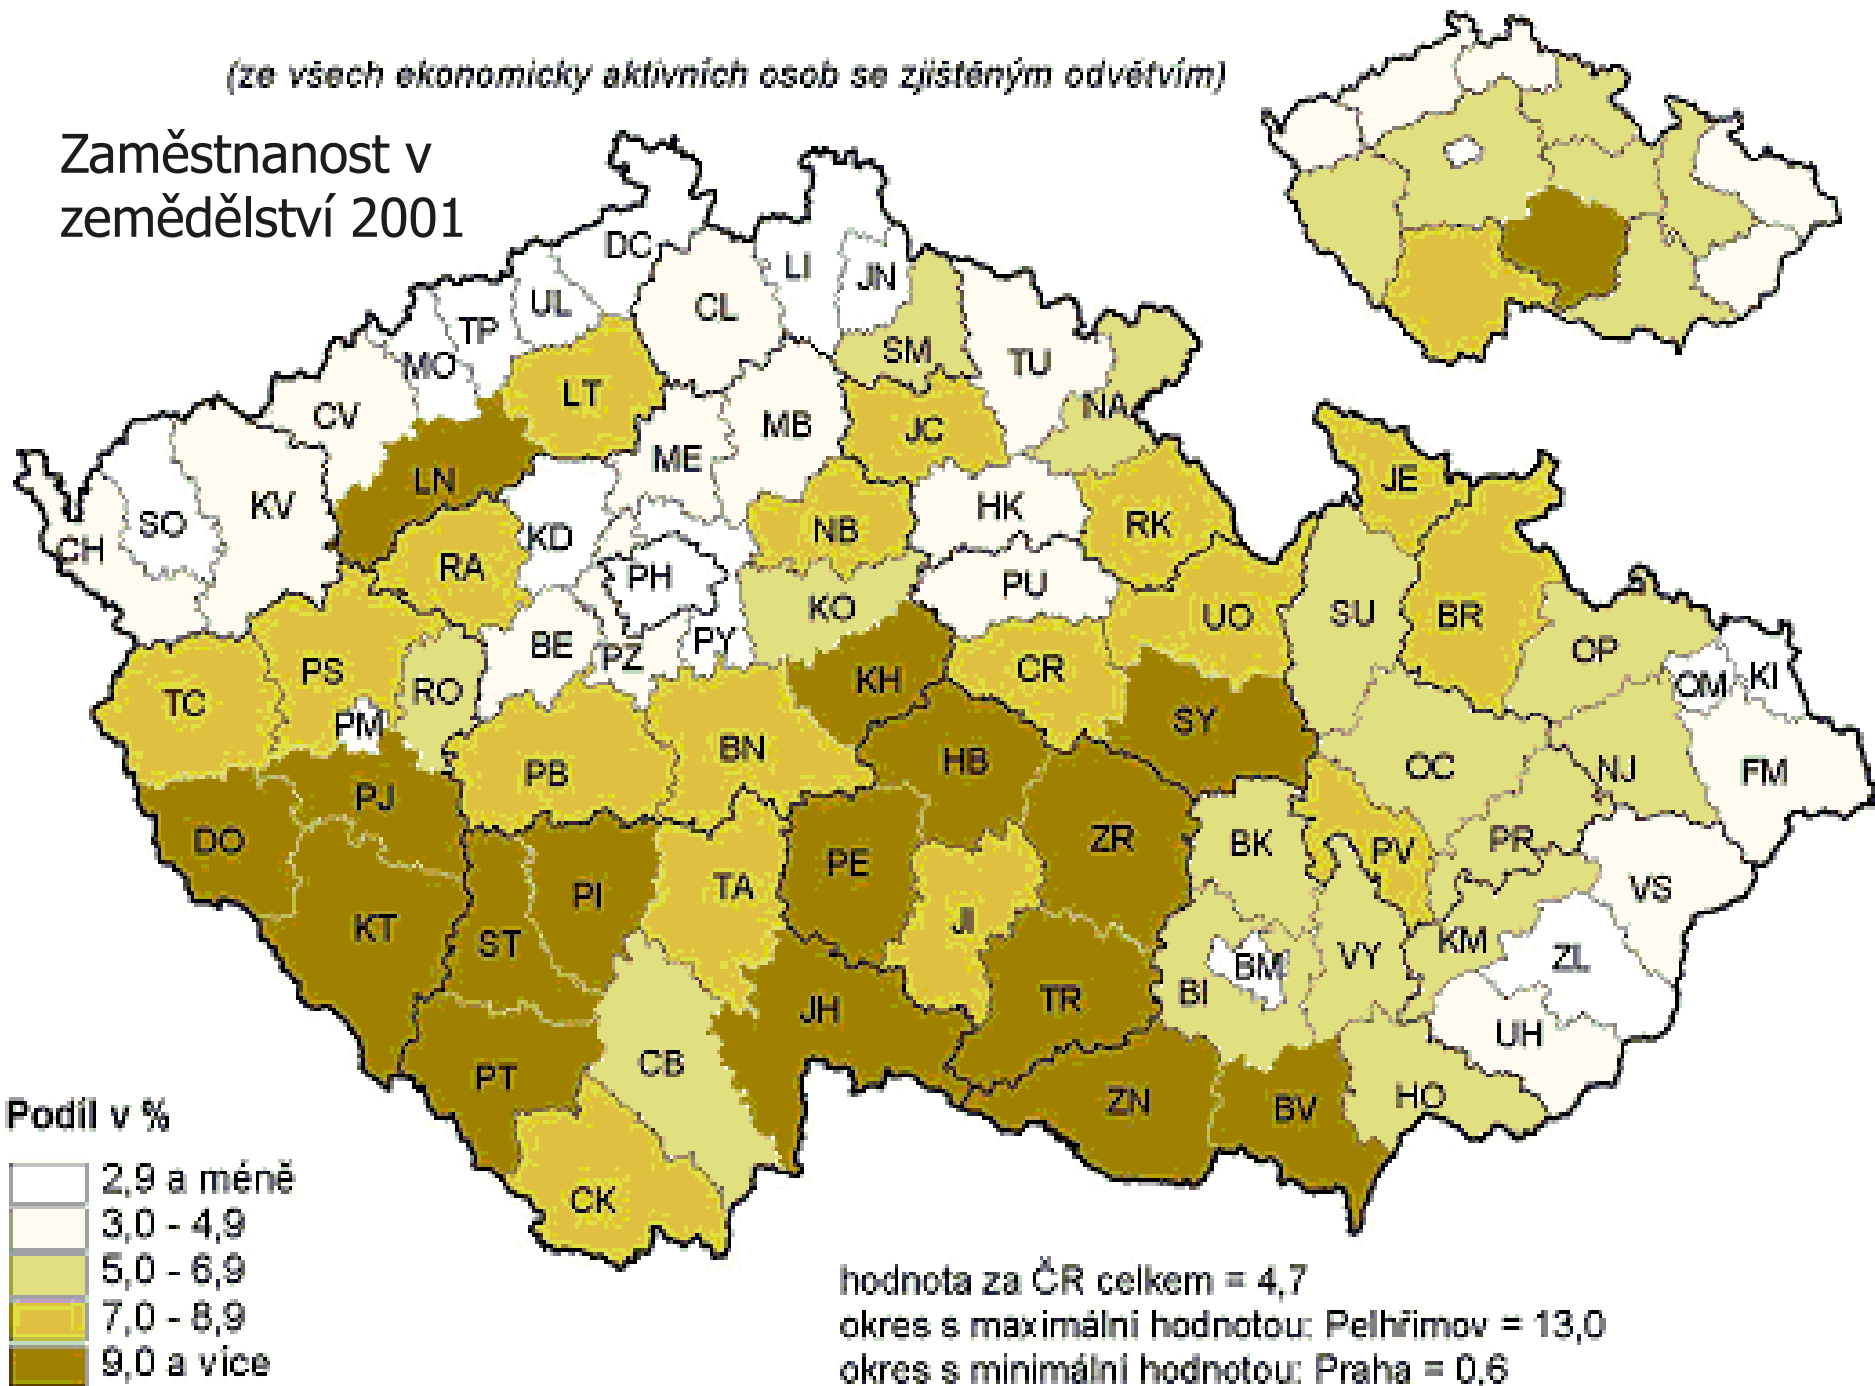 (ze všech ekonomicky aktivních osob se zjištěným odvětvím)
Zaměstnanost v
zemědělství 2001
DC
LI
JN
UL
CL
TP
MO
SM
TU
LT
CV
NA
MB
JC
ME
LN
JE
KV
HK
SO
NB
RK
KD
CH
RA
PH
PU
KO
SU
BR
UO
BE
PZ
PY
OP
PS
CR
KH
RO
OM
KI
TC
PM
SY
BN
HB
OC
NJ
FM
PB
PJ
DO
ZR
BK
PR
PV
PE
TA
VS
PI
JI
KT
ST
KM
VY
ZL
BM
BI
TR
JH
UH
CB
PT
ZN
BV
HO
CK
Podíl v %
2,9 a méně
3,0 - 4,9
5,0 - 6,9
7,0 - 8,9
9,0 a více
hodnota za ČR celkem = 4,7
okres s maximální hodnotou: Pelhřimov = 13,0
okres s minimální hodnotou: Praha = 0,6